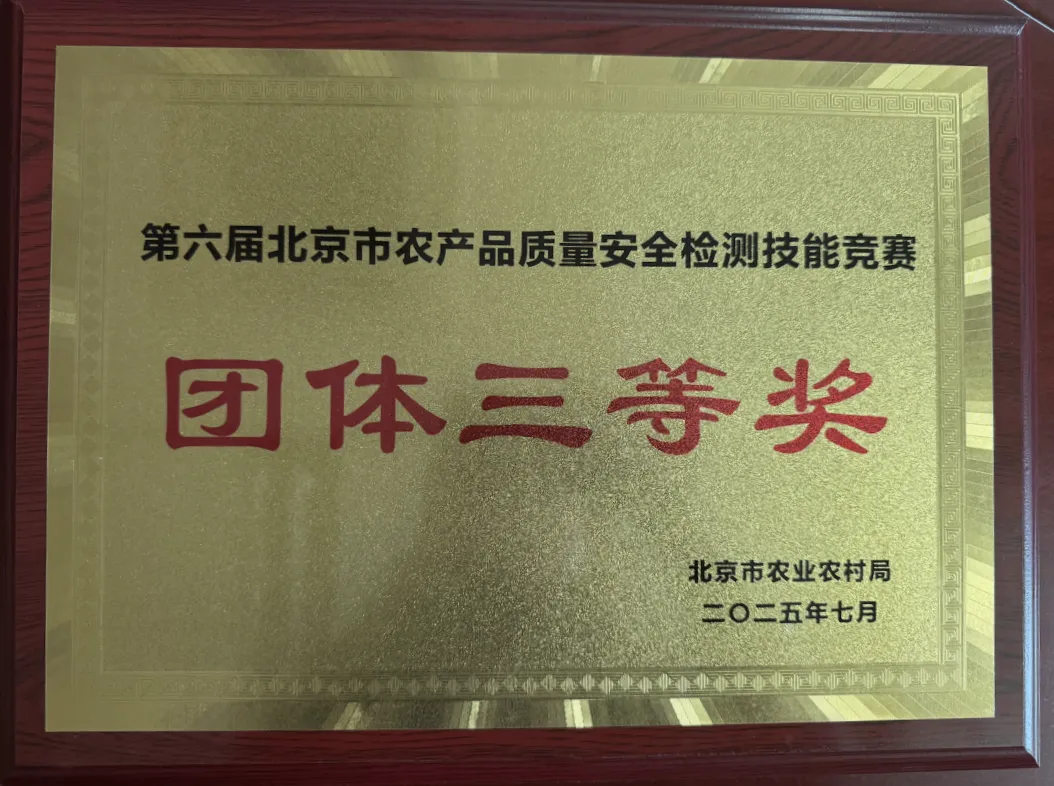 第六届北京市农产品质量安全检测技能竞赛
团体三等奖
北京市农业农村局
二〇二五年七月